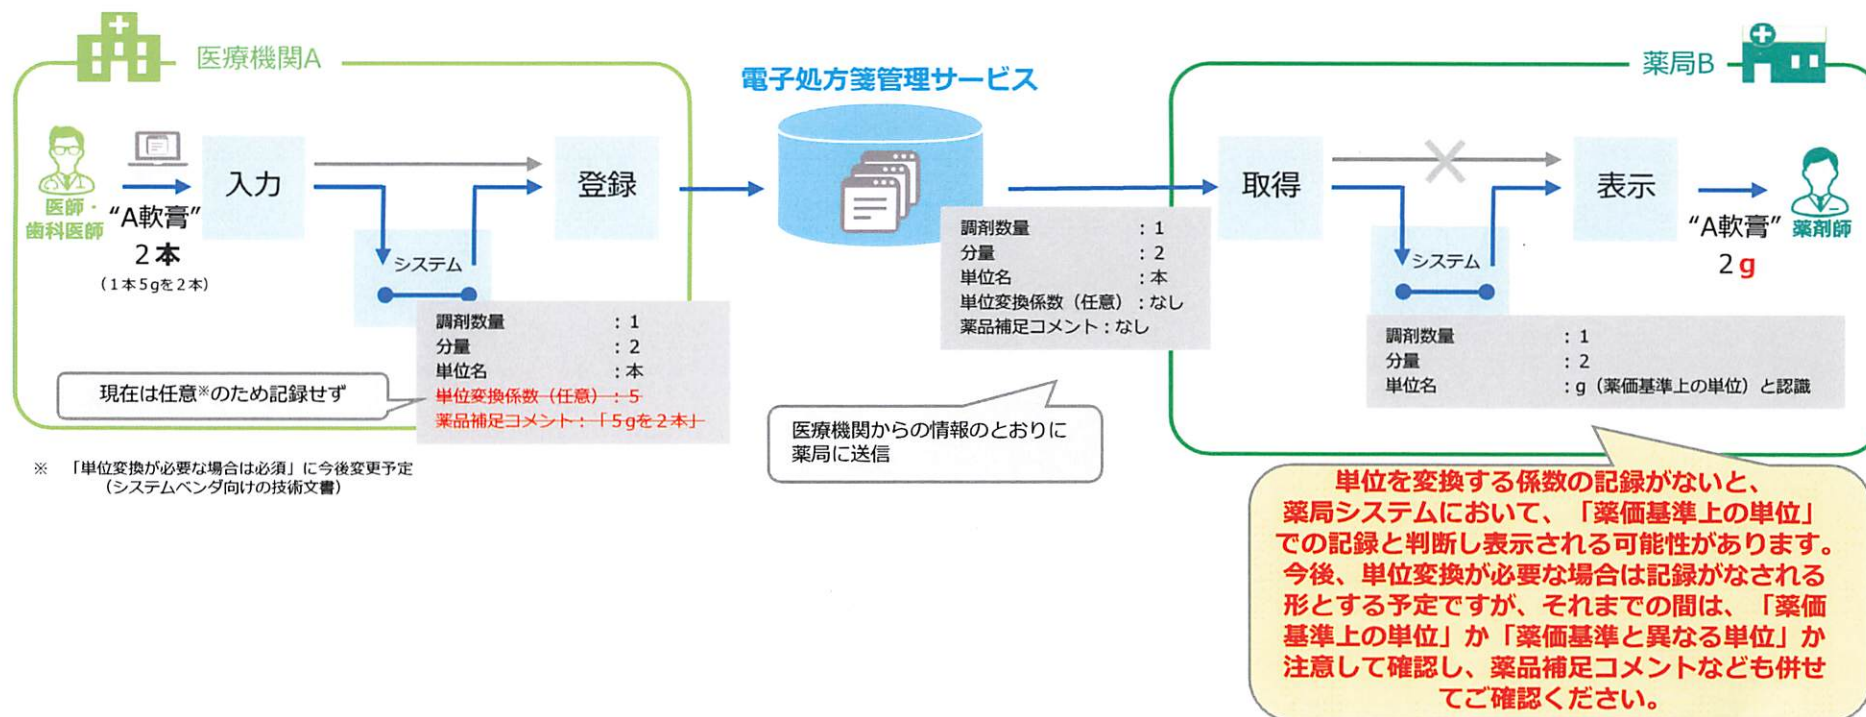 医療機関A
医師・
歯科医師
“A軟膏”
2本
(1本5gを2本)
入力
システム
登録
調剤数量 : 1
分量 : 2
単位名 : 本
単位変換係数(任意) : 5
薬品補足コメント : 「5gを2本」
現在は任意※のため記録せず
※ 「単位変換が必要な場合は必須」に今後変更予定
(システムベンダ向けの技術文書)
電子処方箋管理サービス
調剤数量 : 1
分量 : 2
単位名 : 本
単位変換係数(任意) : なし
薬品補足コメント : なし
医療機関からの情報のとおりに
薬局に送信
薬局B
取得
システム
表示
“A軟膏”
2g
薬剤師
調剤数量 : 1
分量 : 2
単位名 : g(薬価基準上の単位)と認識
単位を変換する係数の記録がないと、
薬局システムにおいて、「薬価基準上の単位」
での記録と判断し表示される可能性があります。
今後、単位変換が必要な場合は記録がなされる
形とする予定ですが、それまでの間は、「薬価
基準上の単位」か「薬価基準と異なる単位」か
注意して確認し、薬品補足コメントなども併せ
てご確認ください。